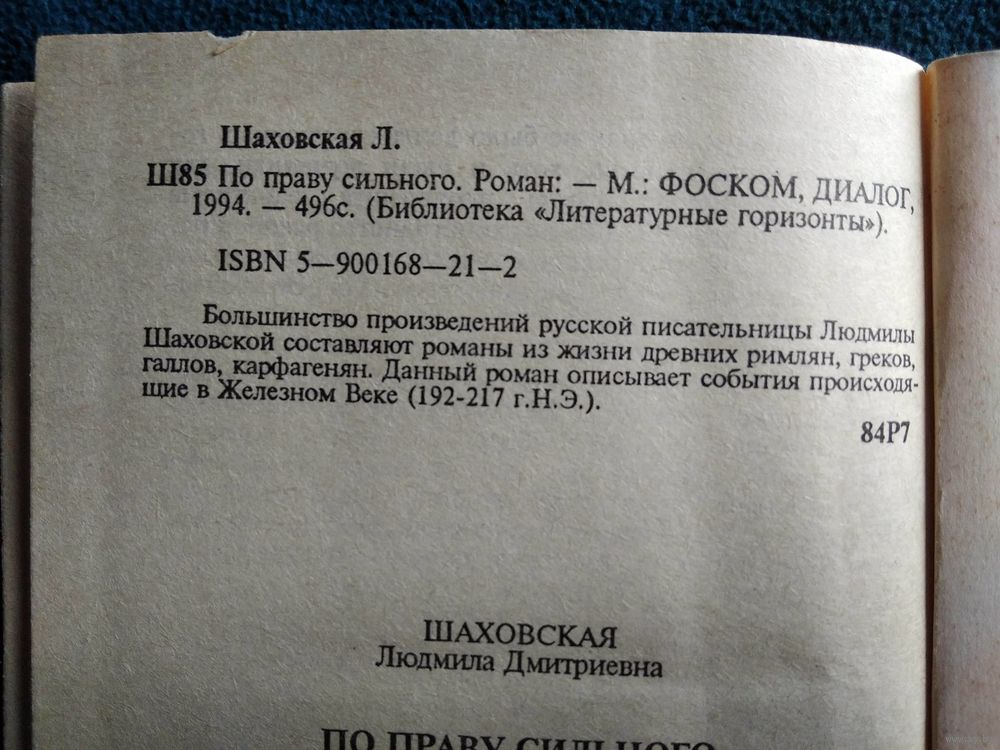 Шаховская Л.
Ш85 По праву сильного. Роман: — М.: ФОСКОМ, ДИАЛОГ,
1994. — 496с. (Библиотека «Литературные горизонты»).
ISBN 5—900168—21—2
Большинство произведений русской писательницы Людмилы
Шаховской составляют романы из жизни древних римлян, греков,
галлов, карфагенян. Данный роман описывает события происходя-
щие в Железном Веке (192-217 г.Н.Э.).
84Р7
ШАХОВСКАЯ
Людмила Дмитриевна
ПО ПРАВУ СИЛЬНОГО